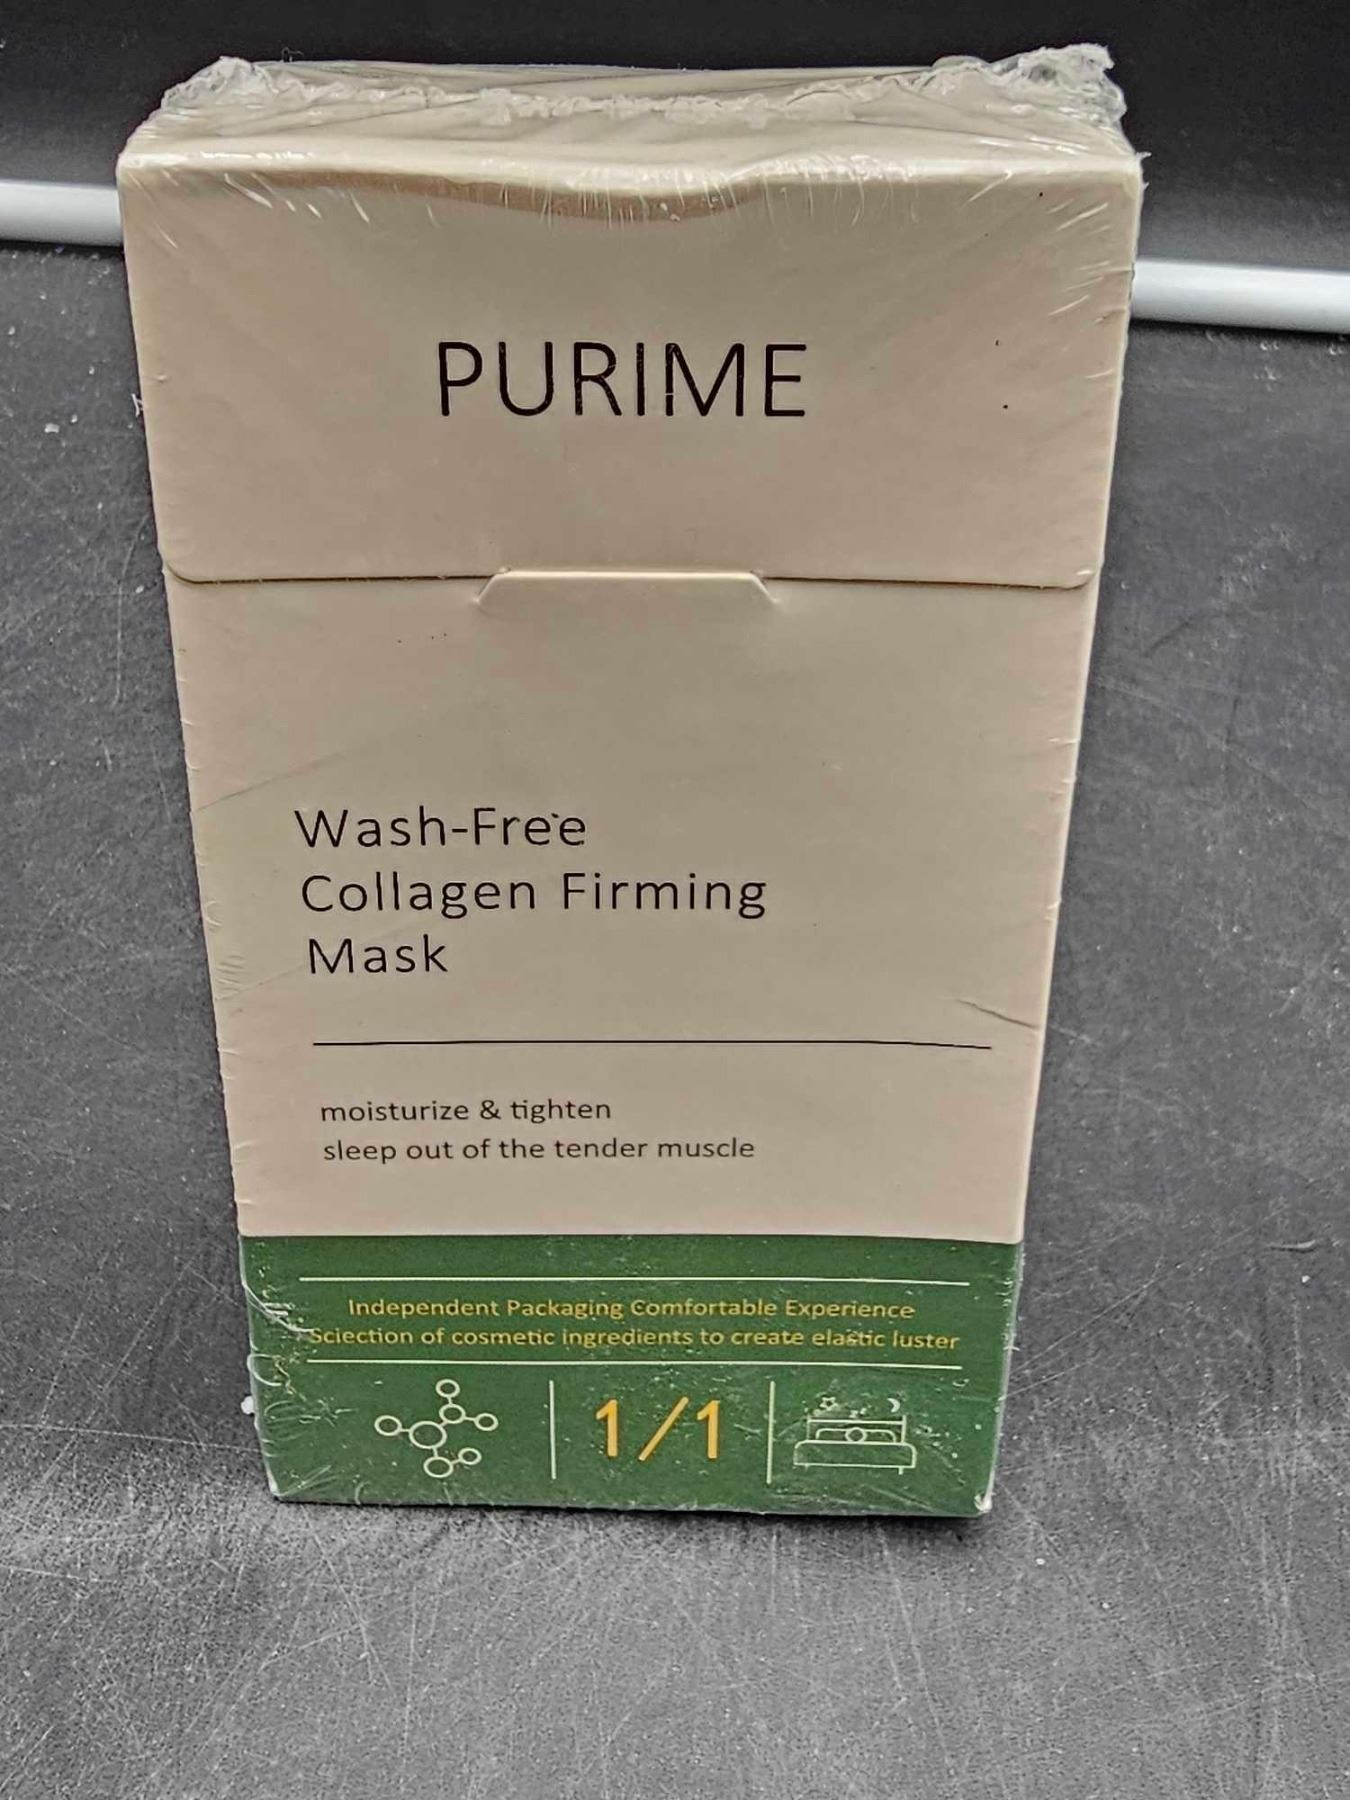 PURIME
Wash-Free
Collagen Firming
Mask
moisturize & tighten
sleep out of the tender muscle
Independent Packaging Comfortable Experience
Sciection of cosmetic ingredients to create elastic luster
1/1